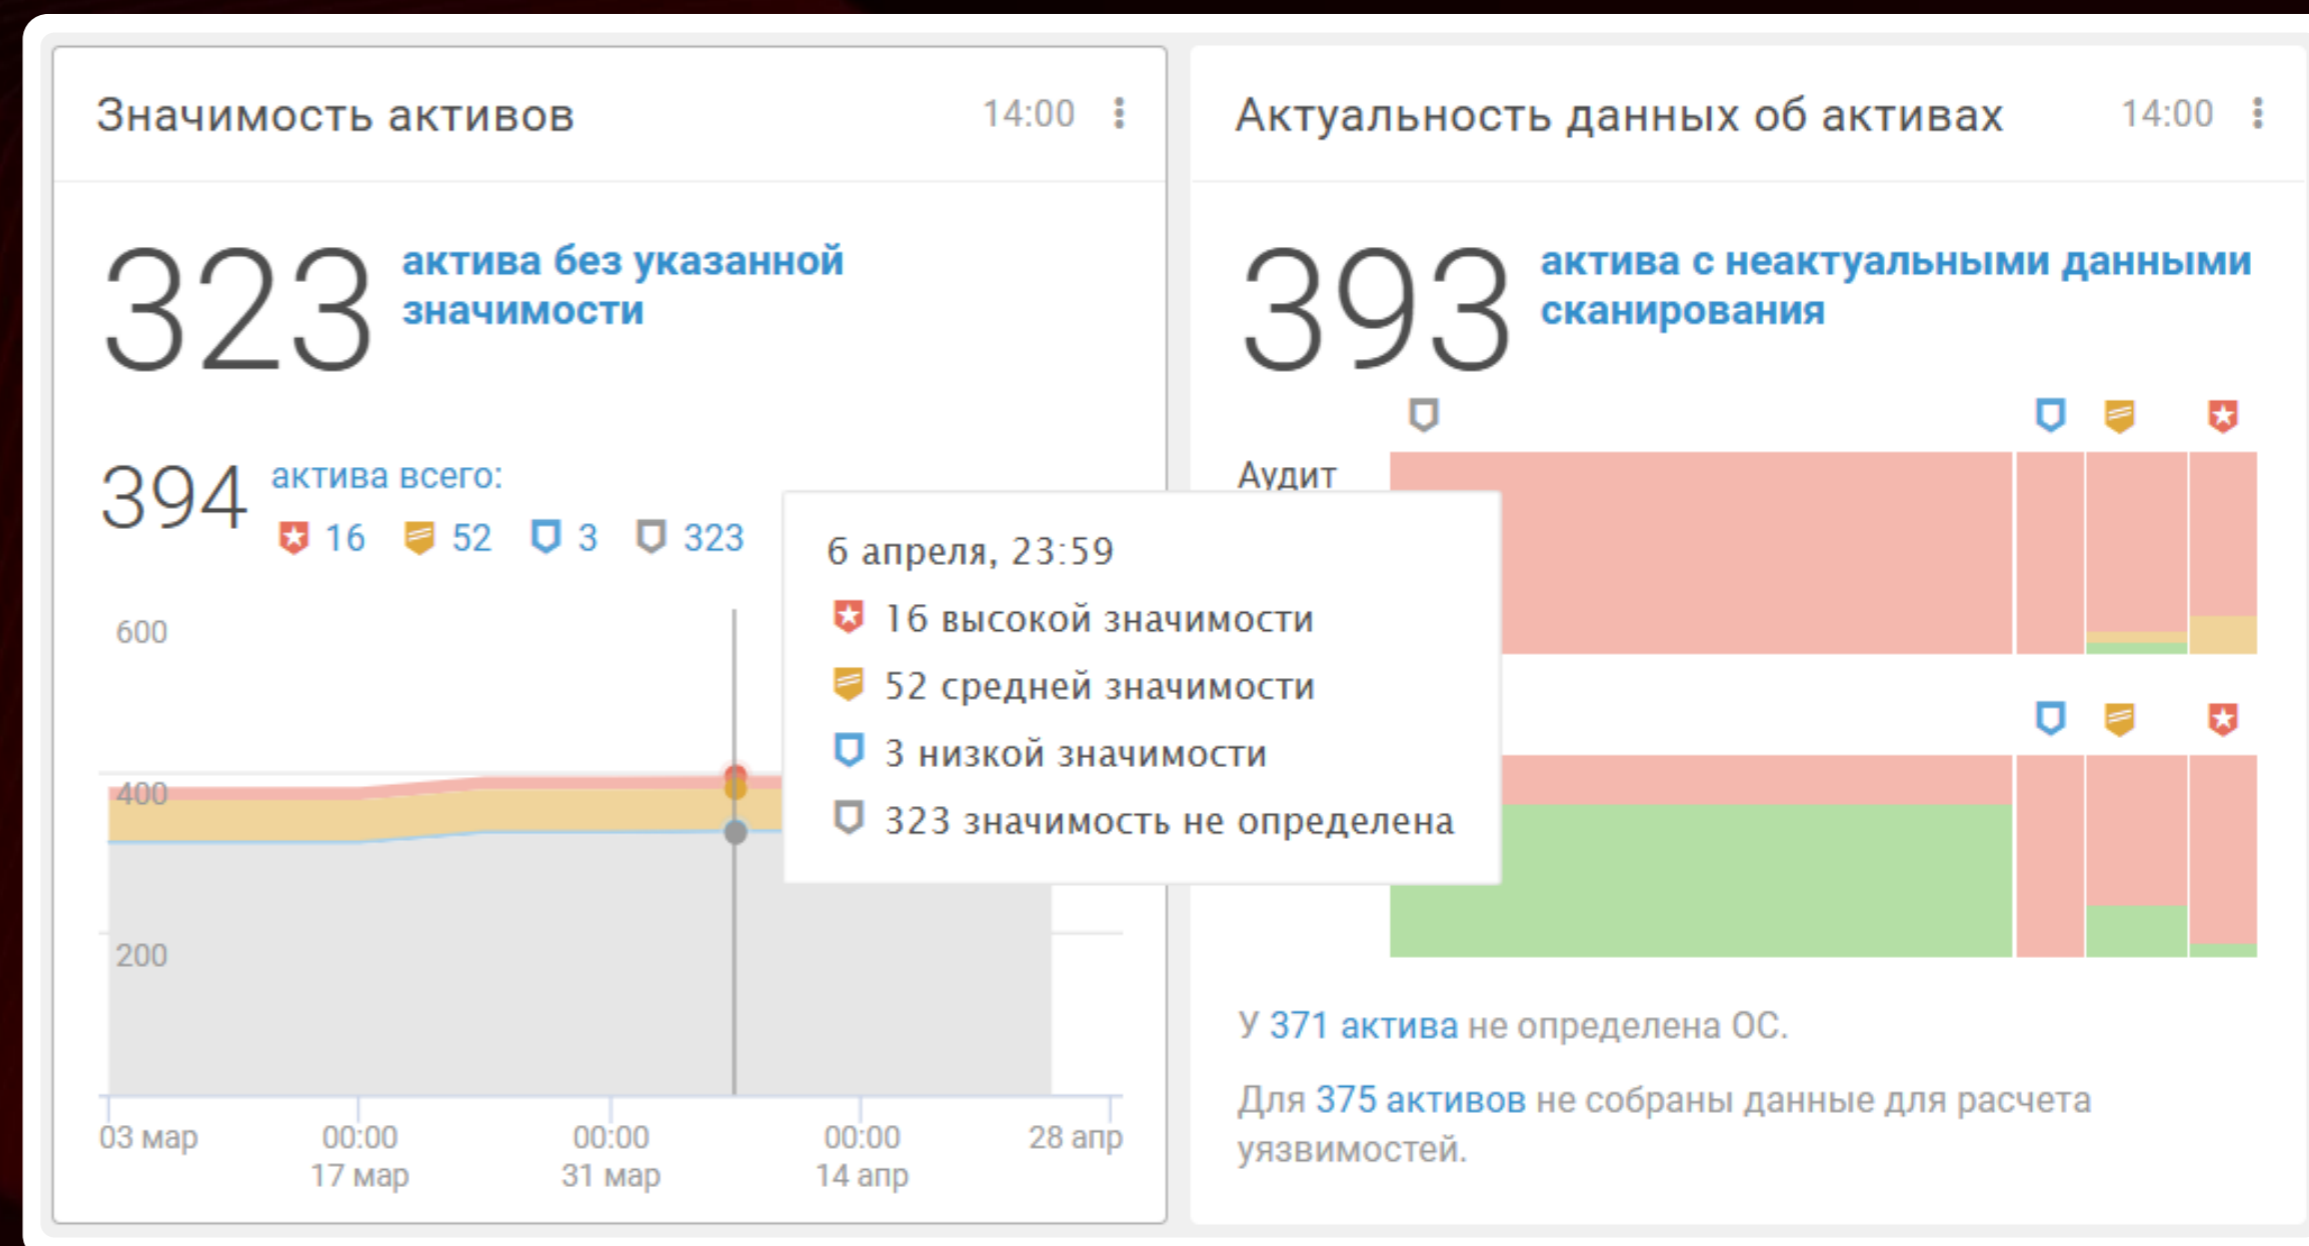 Значимость активов
14:00
323
актива без указанной
значимости
394
актива всего:
16 52 3 323
600
400
200
03 мар
00:00
17 мар
00:00
31 мар
00:00
14 апр
28 апр
6 апреля, 23:59
16 высокой значимости
52 средней значимости
3 низкой значимости
323 значимость не определена
Актуальность данных об активах
14:00
393
актива с неактуальными данными
сканирования
Аудит
У 371 актива не определена ОС.
Для 375 активов не собраны данные для расчета
уязвимостей.